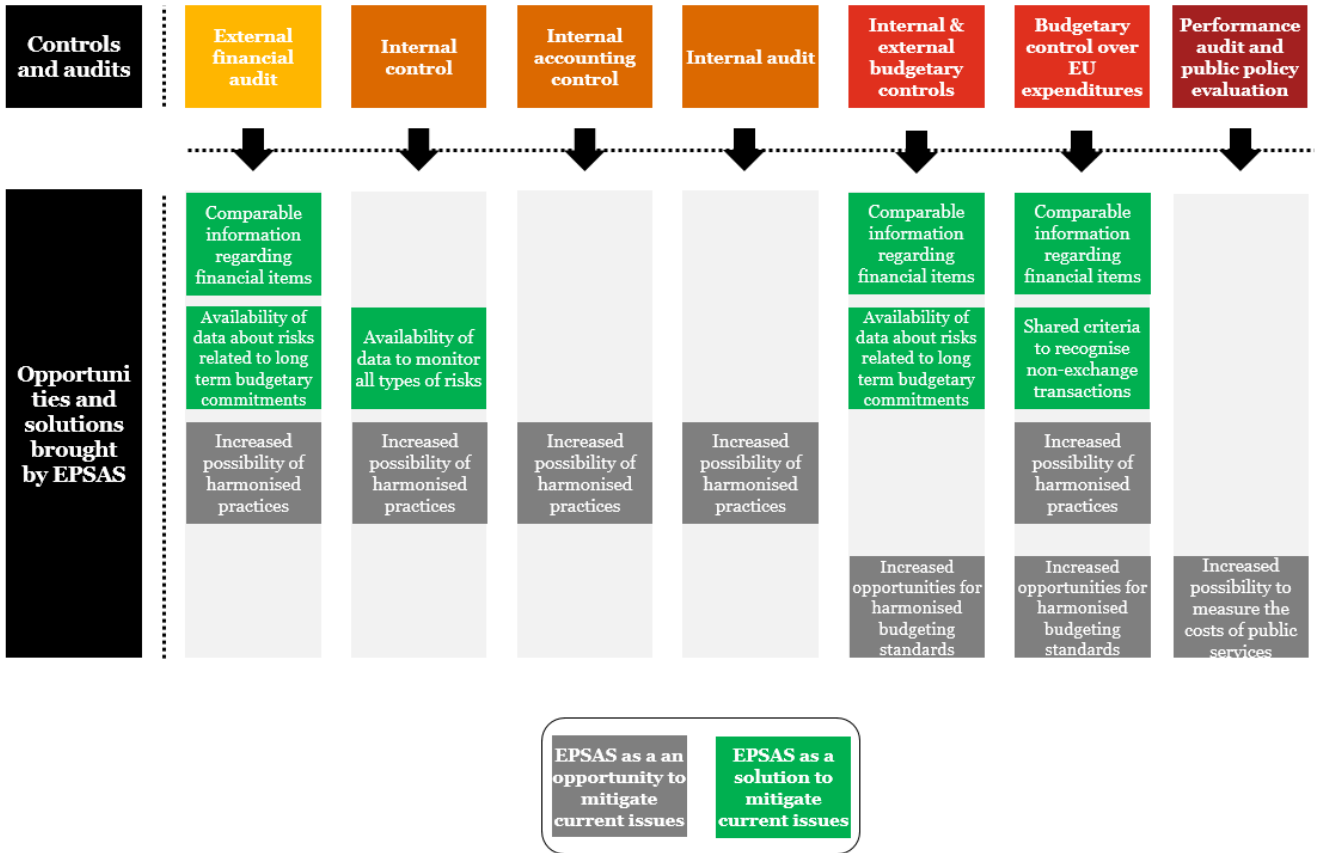 Controls
and audits
External
financial
audit
Internal
control
Internal
accounting
control
Internal audit
Internal &
external
budgetary
controls
Budgetary
control over
EU
expenditures
Performance
audit and
public policy
evaluation
Opportuni
ties and
solutions
brought
by EPSAS
Comparable
information
regarding
financial items
Availability of
data about risks
related to long
term budgetary
commitments
Increased
possibility of
harmonised
practices
Availability of
data to monitor
all types of risks
Increased
possibility of
harmonised
practices
Increased
possibility of
harmonised
practices
Increased
possibility of
harmonised
practices
Comparable
information
regarding
financial items
Availability of
data about risks
related to long
term budgetary
commitments
Increased
opportunities for
harmonised
budgeting
standards
Comparable
information
regarding
financial items
Shared criteria
to recognise
non-exchange
transactions
Increased
possibility of
harmonised
practices
Increased
opportunities for
harmonised
budgeting
standards
Increased
possibility to
measure the
costs of public
services
EPSAS as a an
opportunity to
mitigate
current issues
EPSAS as a
solution to
mitigate
current issues